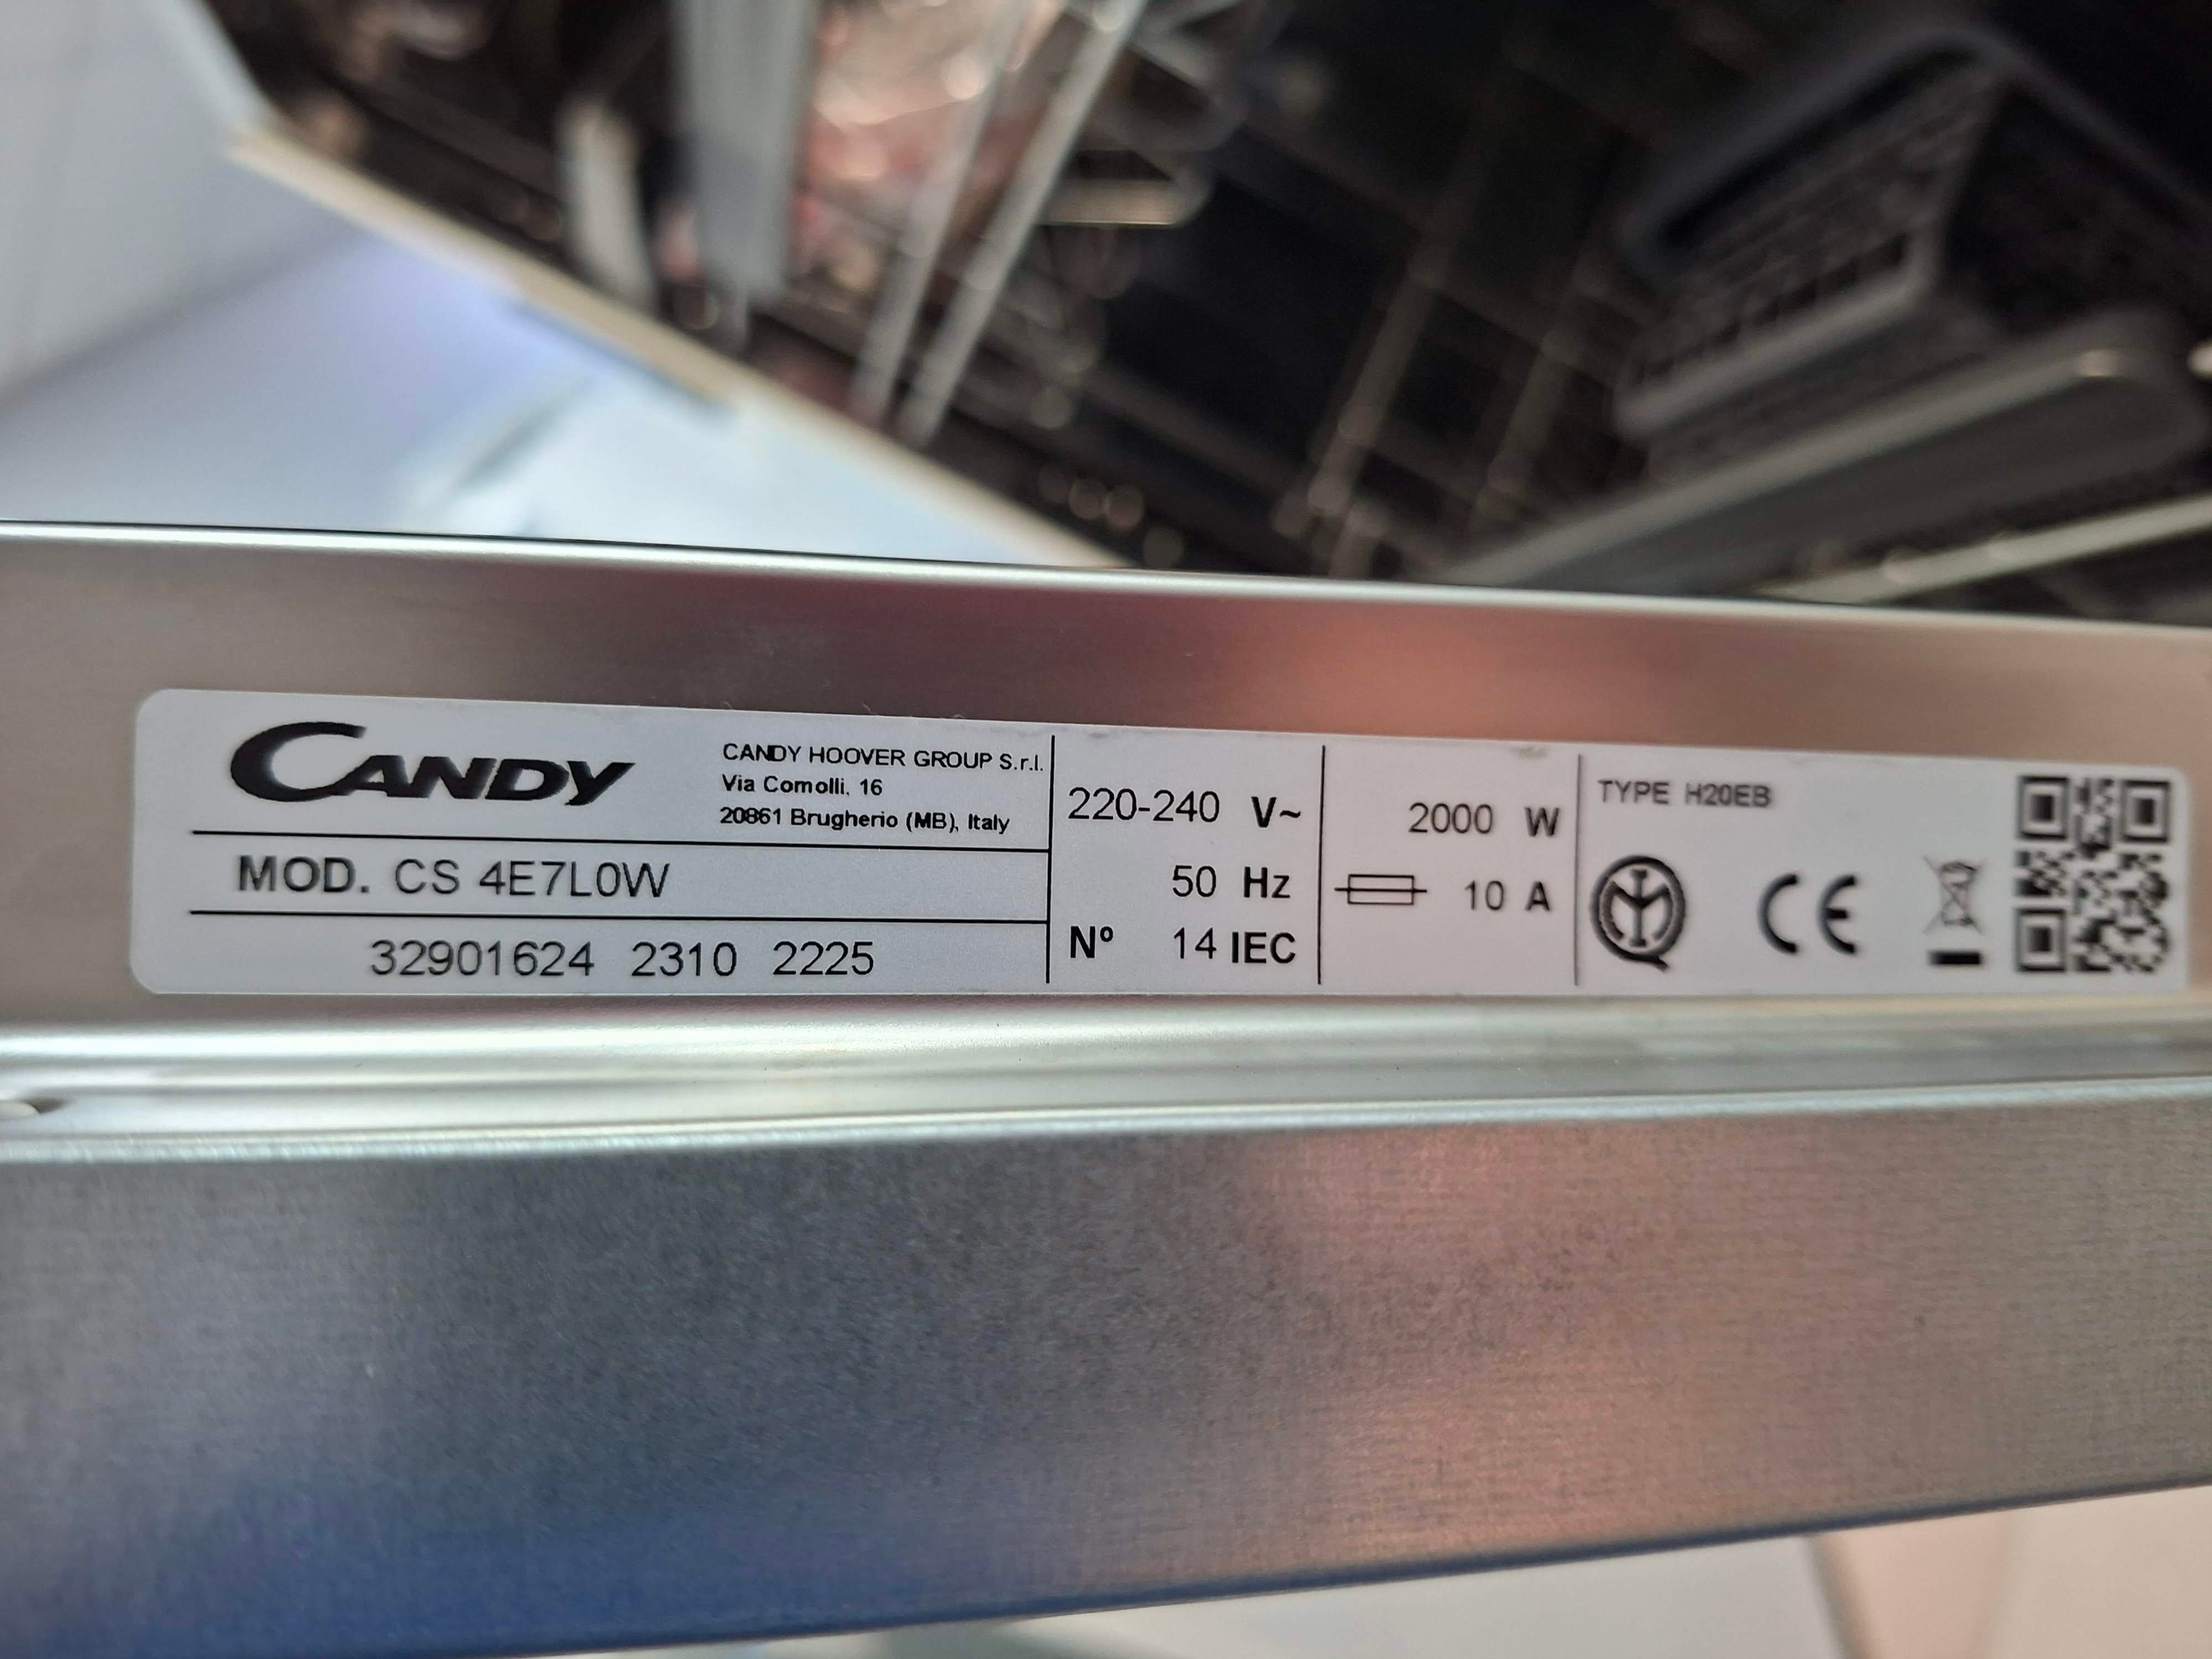 CANDY
CANDY HOOVER GROUP S.r.l.
Via Comolli, 16
20861 Brugherio (MB), Italy
MOD. CS 4E7L0W
32901624 2310 2225
220-240 V~
50 Hz
Nº 14 IEC
2000 W
10 A
TYPE H20EB
CE